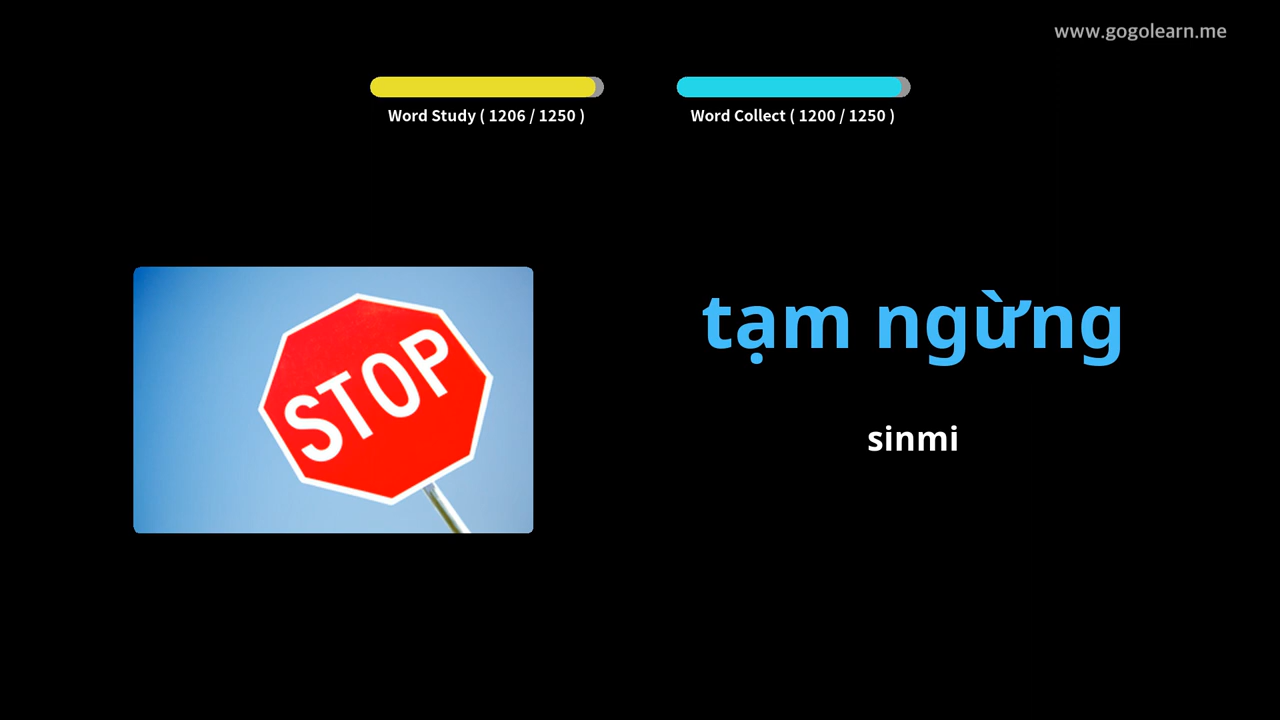 www.gogolearn.me
Word Study ( 1206 / 1250 )
Word Collect ( 1200 / 1250 )
STOP
tạm ngừng
sinmi